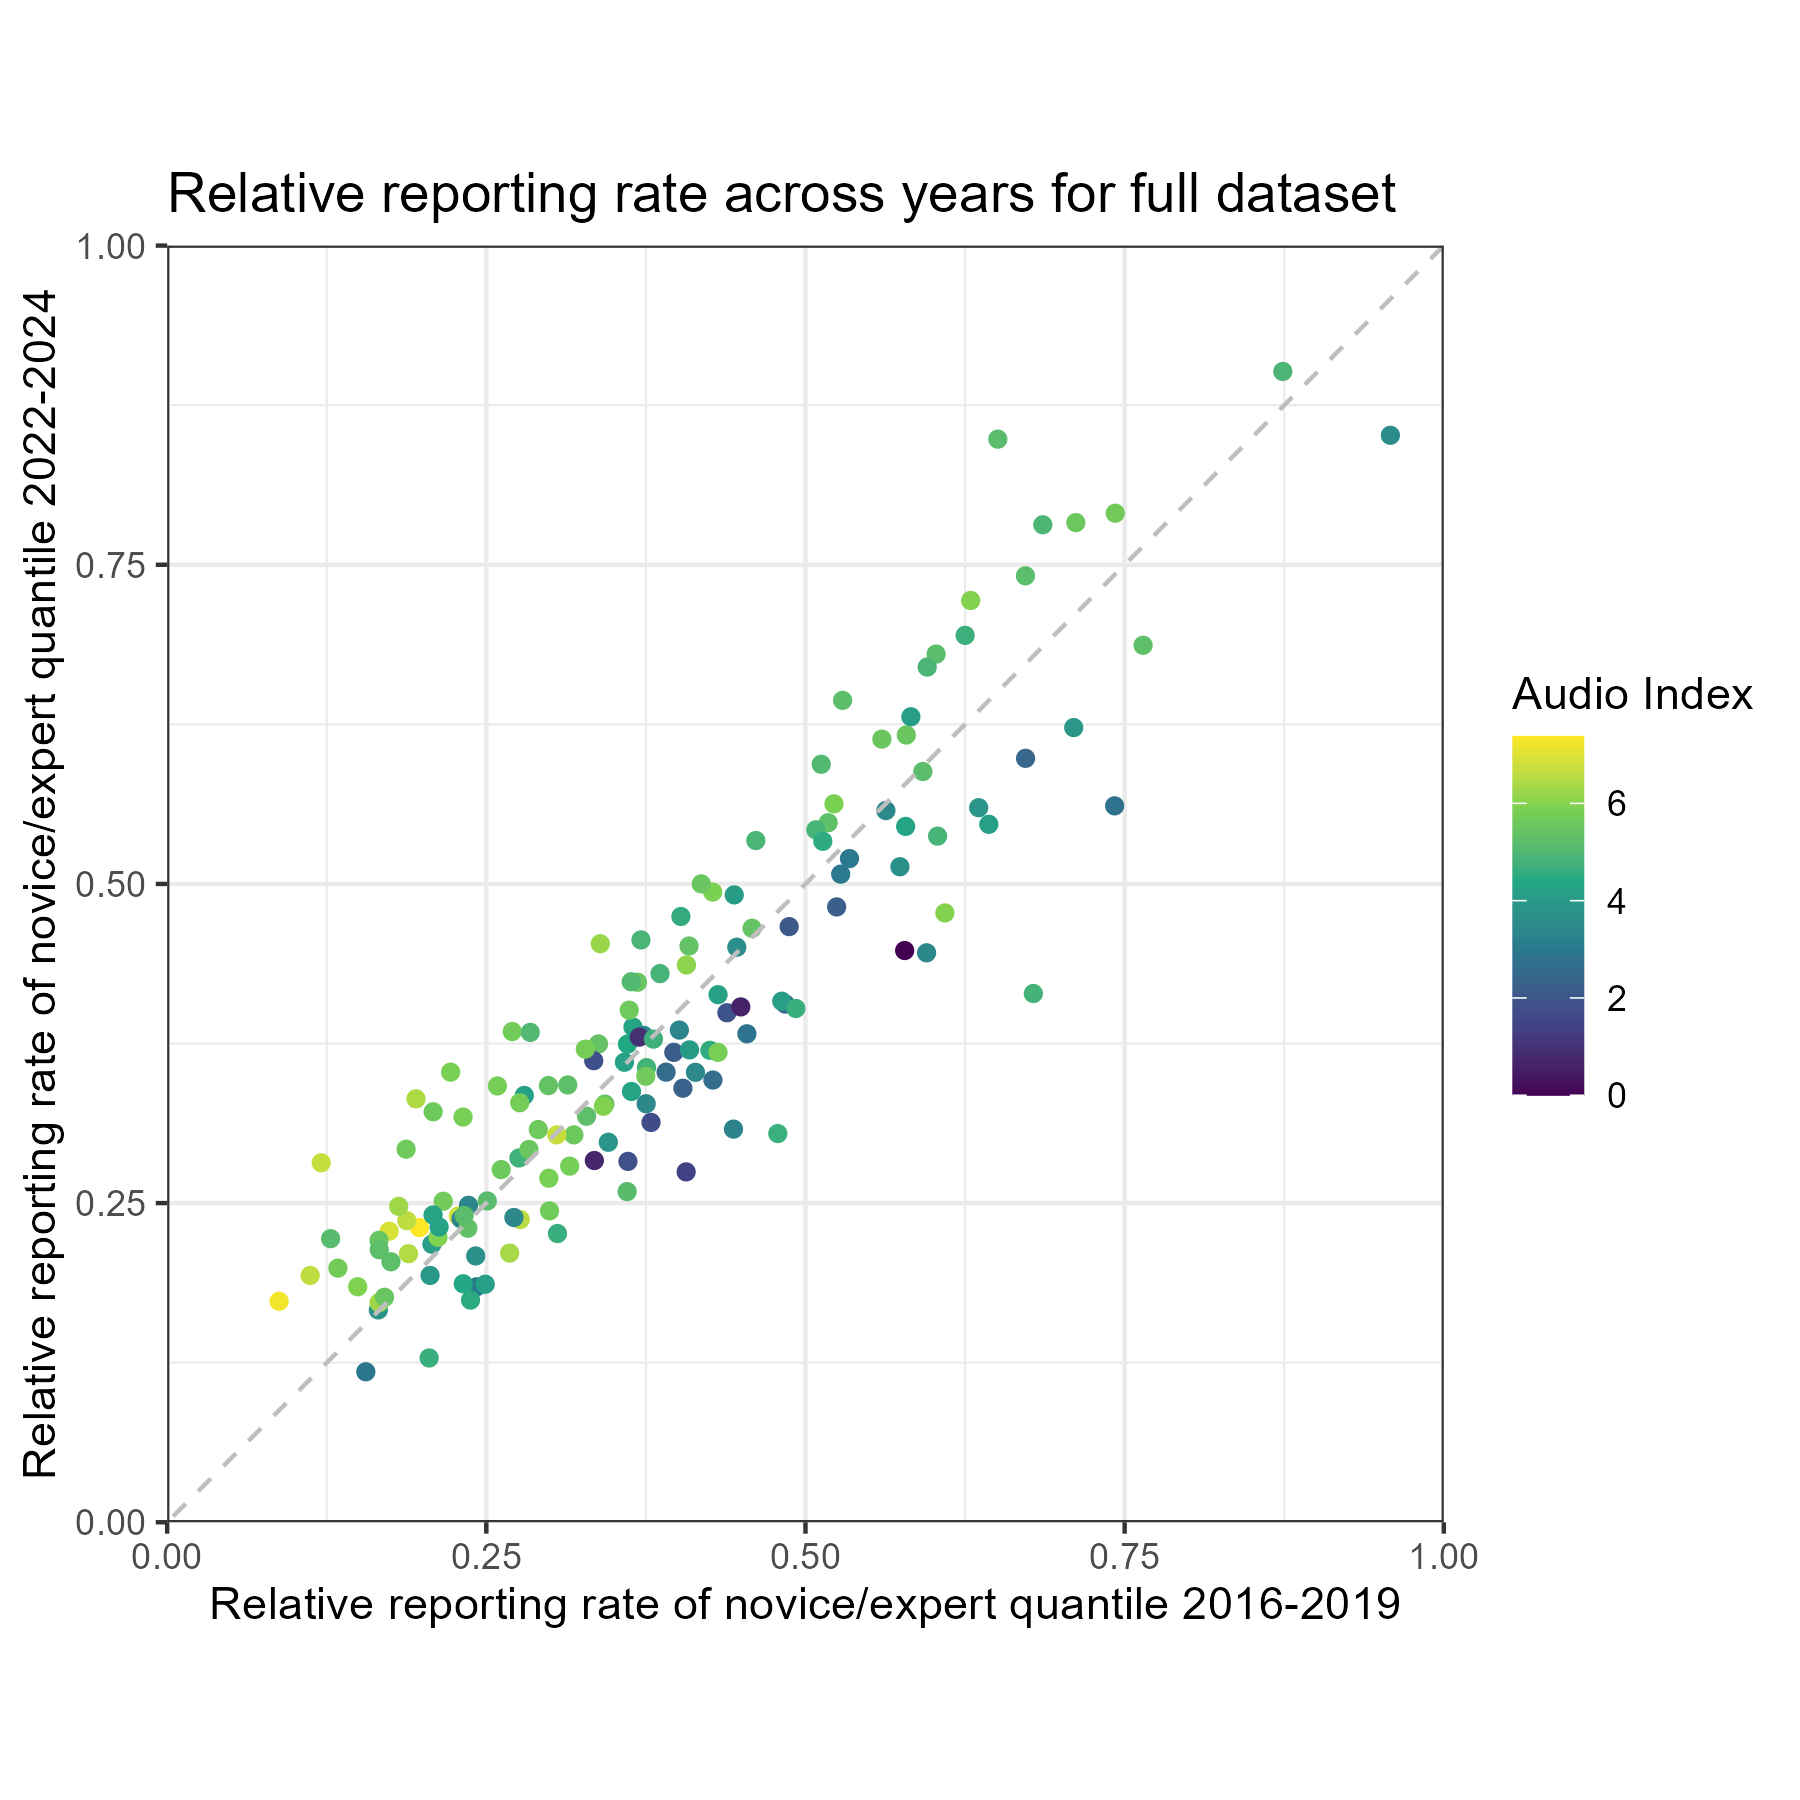 Relative reporting rate across years for full dataset
Relative reporting rate of novice/expert quantile 2022-2024
1.00
0.75
0.50
0.25
0.00
0.00 0.25 0.50 0.75 1.00
Relative reporting rate of novice/expert quantile 2016-2019
Audio Index
6
4
2
0